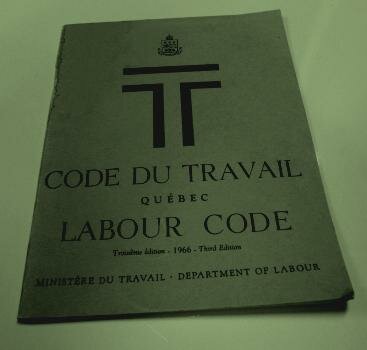 CODE DU TRAVAIL
QUÉBEC
LABOUR CODE
Troisième édition - 1966 - Third Edition
MINISTÈRE DU TRAVAIL · DEPARTMENT OF LABOUR